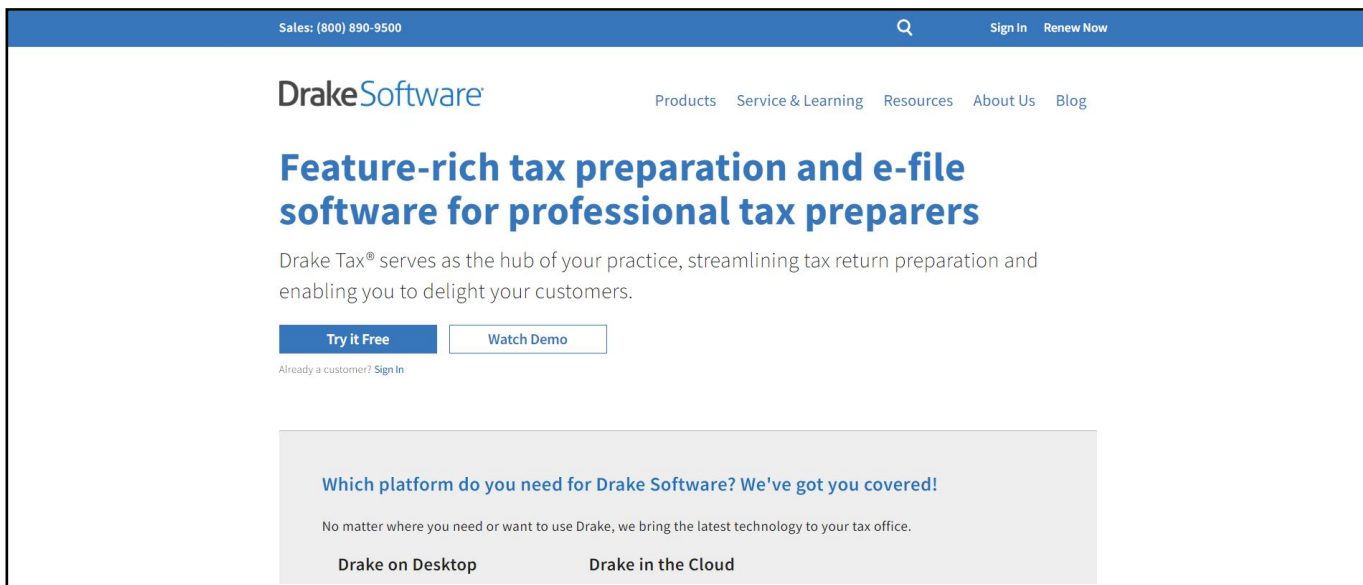 Sales: (800) 890-9500 Sign In Renew Now
DrakeSoftware
Products Service & Learning Resources About Us Blog
Feature-rich tax preparation and e-file
software for professional tax preparers
Drake Tax® serves as the hub of your practice, streamlining tax return preparation and
enabling you to delight your customers.
Try it Free Watch Demo
Already a customer? Sign In
Which platform do you need for Drake Software? We've got you covered!
No matter where you need or want to use Drake, we bring the latest technology to your tax office.
Drake on Desktop Drake in the Cloud